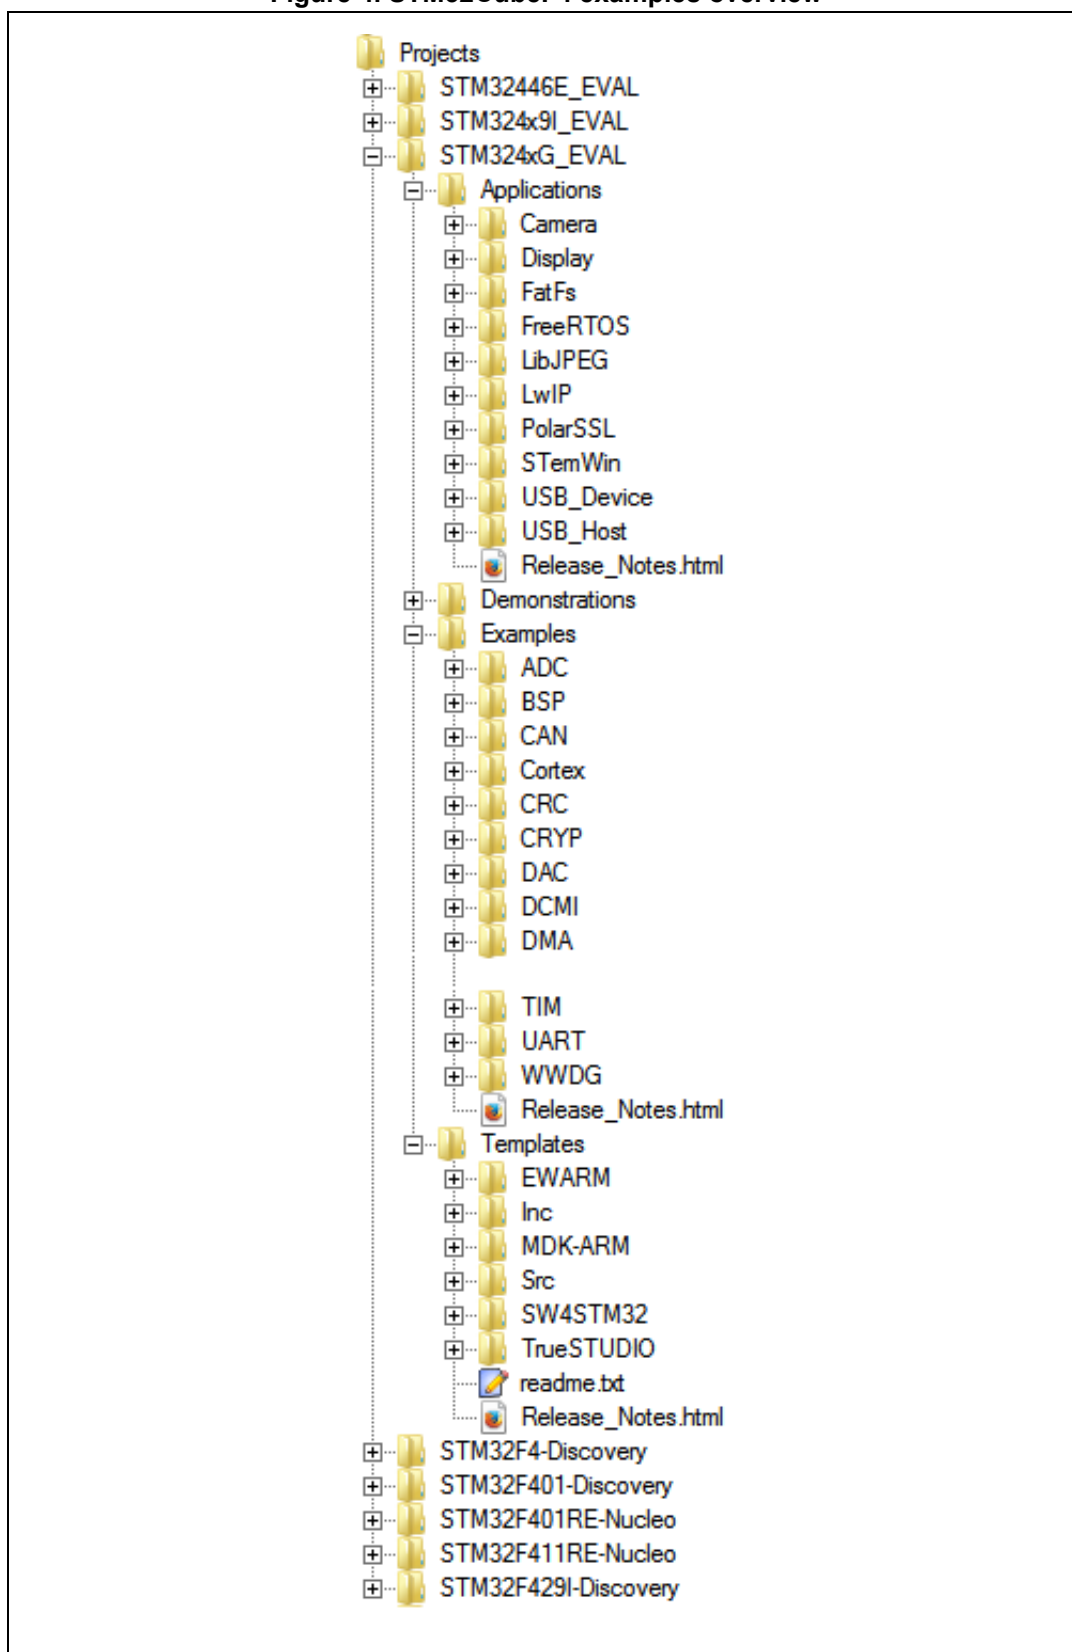 Projects
STM32446E_EVAL
STM324x9I_EVAL
STM324xG_EVAL
Applications
Camera
Display
FatFs
FreeRTOS
LibJPEG
LwIP
PolarSSL
STemWin
USB_Device
USB_Host
Release_Notes.html
Demonstrations
Examples
ADC
BSP
CAN
Cortex
CRC
CRYP
DAC
DCMI
DMA
TIM
UART
WWDG
Release_Notes.html
Templates
EWARM
Inc
MDK-ARM
Src
SW4STM32
TrueSTUDIO
readme.txt
Release_Notes.html
STM32F4-Discovery
STM32F401-Discovery
STM32F401RE-Nucleo
STM32F411RE-Nucleo
STM32F429I-Discovery